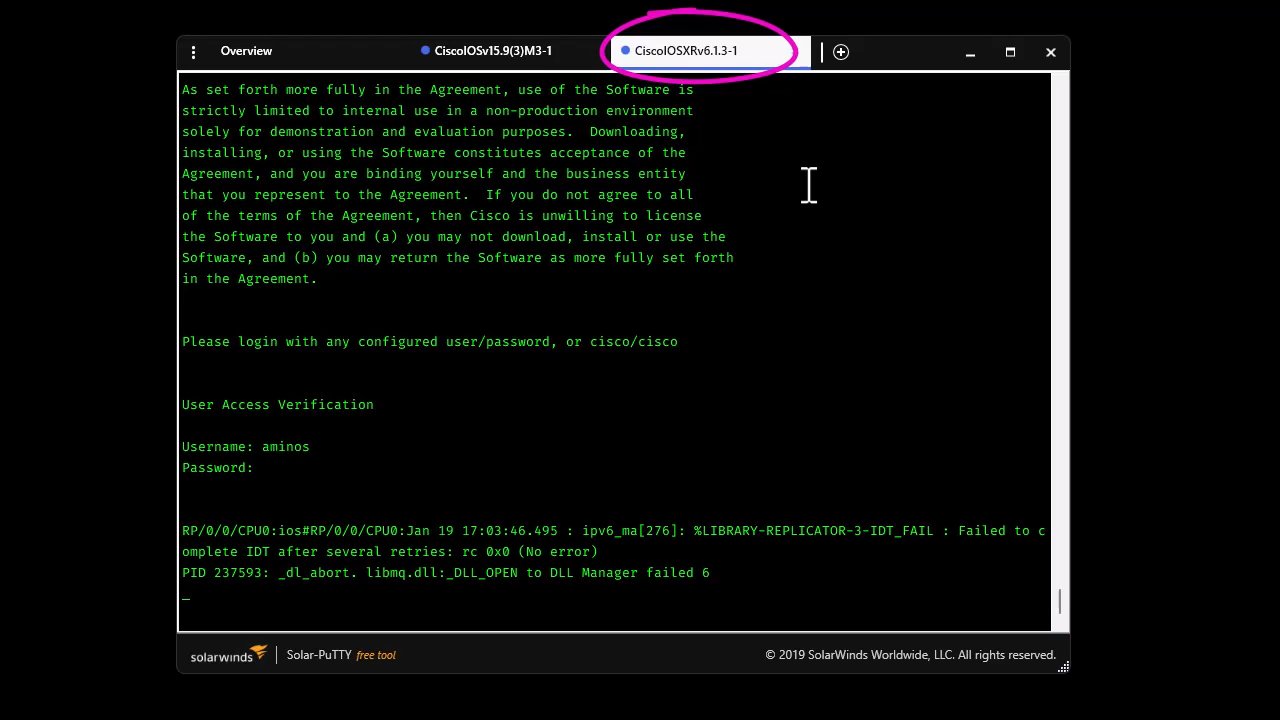 Overview
CiscoIOSv15.9(3)M3-1
CiscoIOSXRv6.1.3-1
As set forth more fully in the Agreement, use of the Software is
strictly limited to internal use in a non-production environment
solely for demonstration and evaluation purposes.  Downloading,
installing, or using the Software constitutes acceptance of the
Agreement, and you are binding yourself and the business entity
that you represent to the Agreement.  If you do not agree to all
of the terms of the Agreement, then Cisco is unwilling to license
the Software to you and (a) you may not download, install or use the
Software, and (b) you may return the Software as more fully set forth
in the Agreement.
Please login with any configured user/password, or cisco/cisco
User Access Verification
Username: aminos
Password:
RP/0/0/CPU0:ios#RP/0/0/CPU0:Jan 19 17:03:46.495 : ipv6_ma[276]: %LIBRARY-REPLICATOR-3-IDT_FAIL : Failed to c
omplete IDT after several retries: rc 0x0 (No error)
PID 237593: _dl_abort. libmq.dll:_DLL_OPEN to DLL Manager failed 6
_
solarwinds
Solar-PuTTY free tool
© 2019 SolarWinds Worldwide, LLC. All rights reserved.